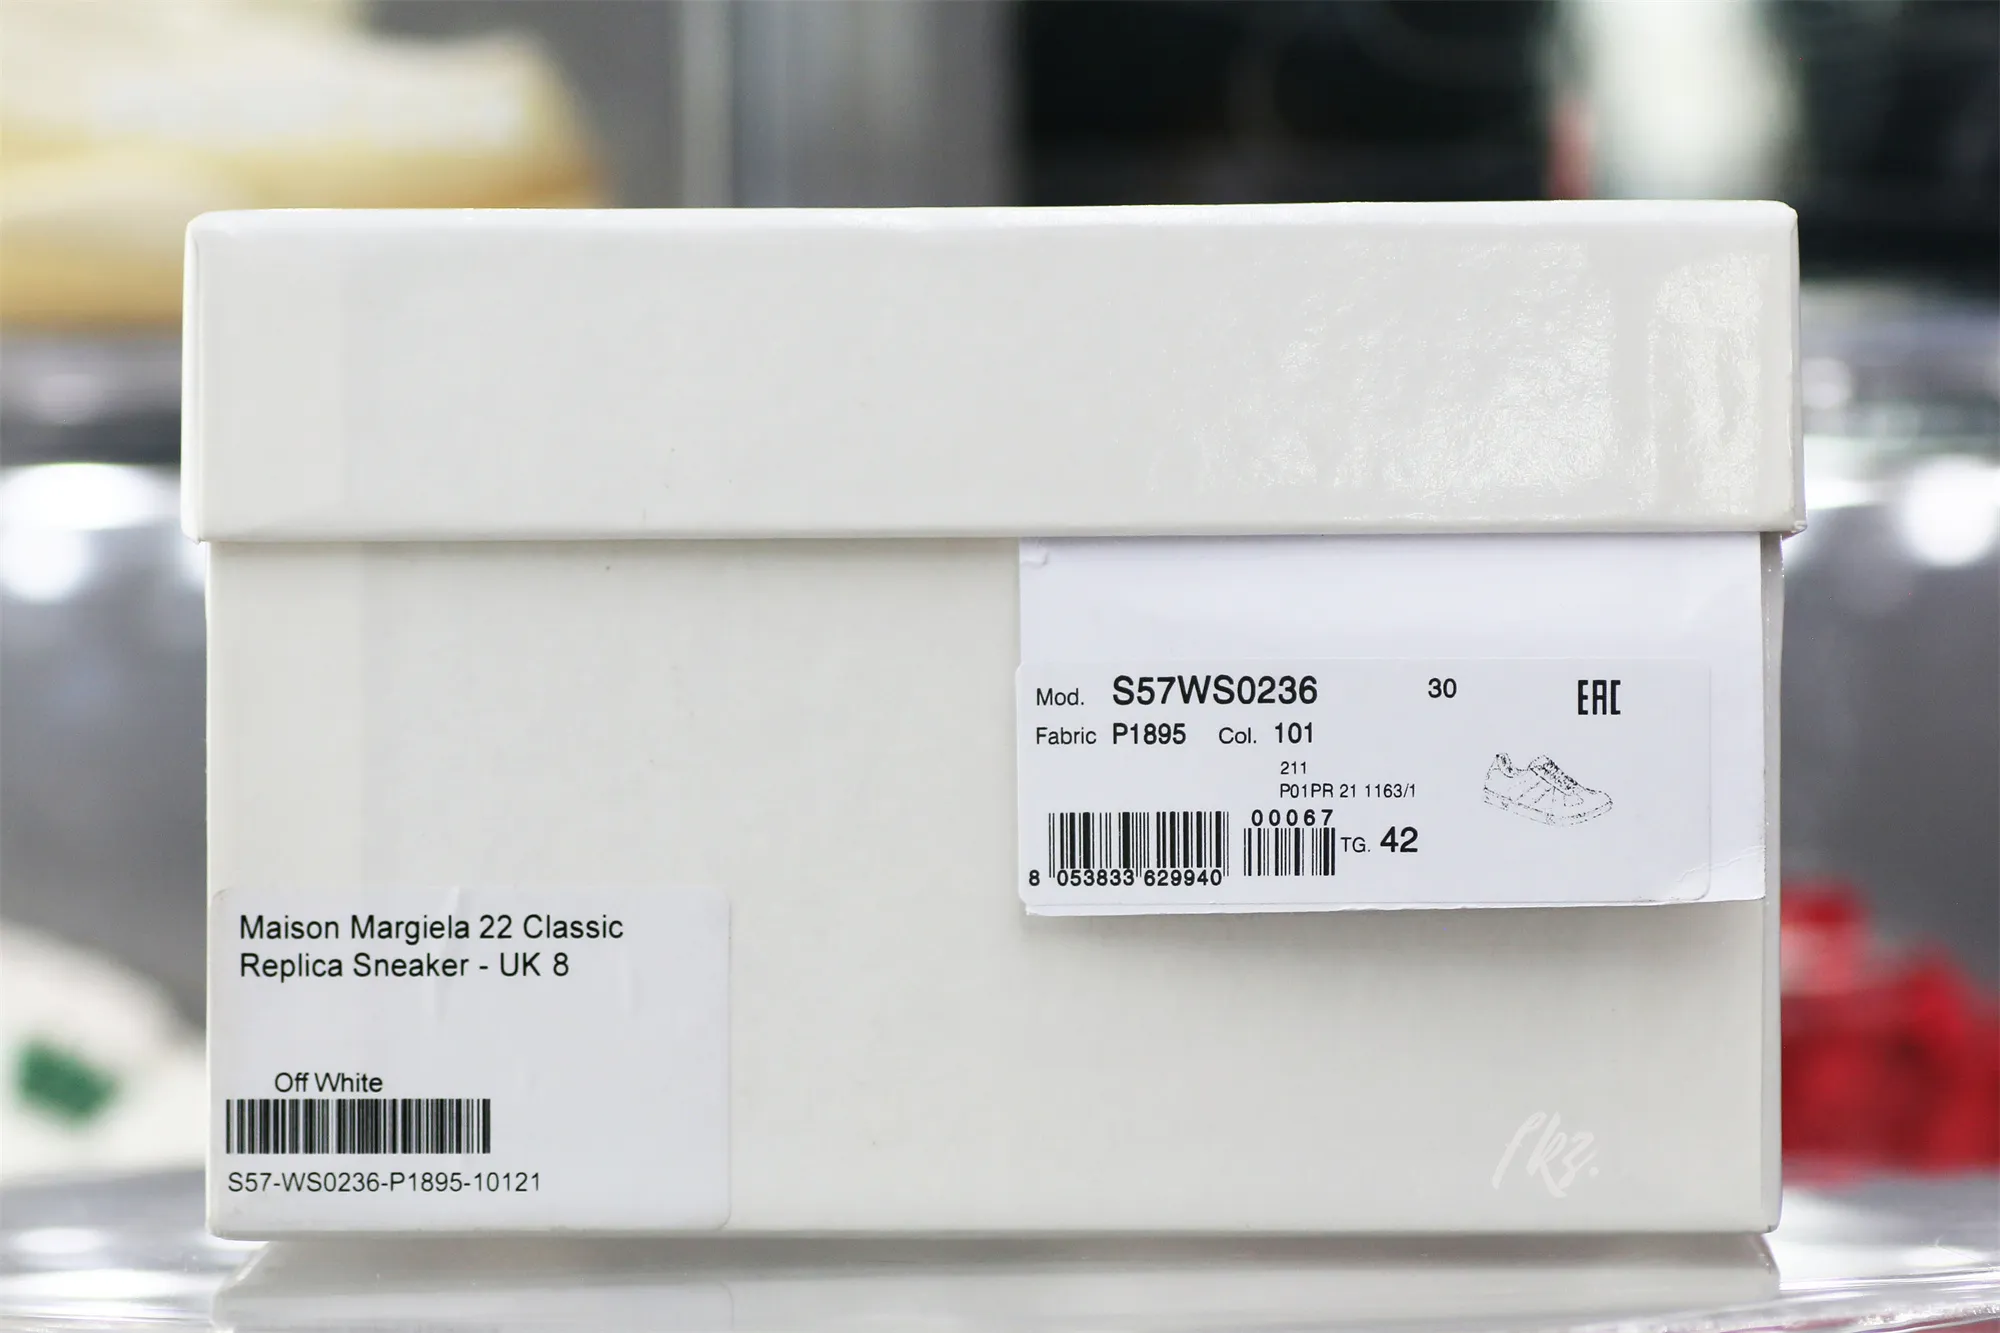 Mod. S57WS0236 30 EAC
Fabric P1895 Col. 101
211
P01PR 21 1163/1
00067
TG. 42
8 053833 629940
Maison Margiela 22 Classic
Replica Sneaker - UK 8
Off White
S57-WS0236-P1895-10121